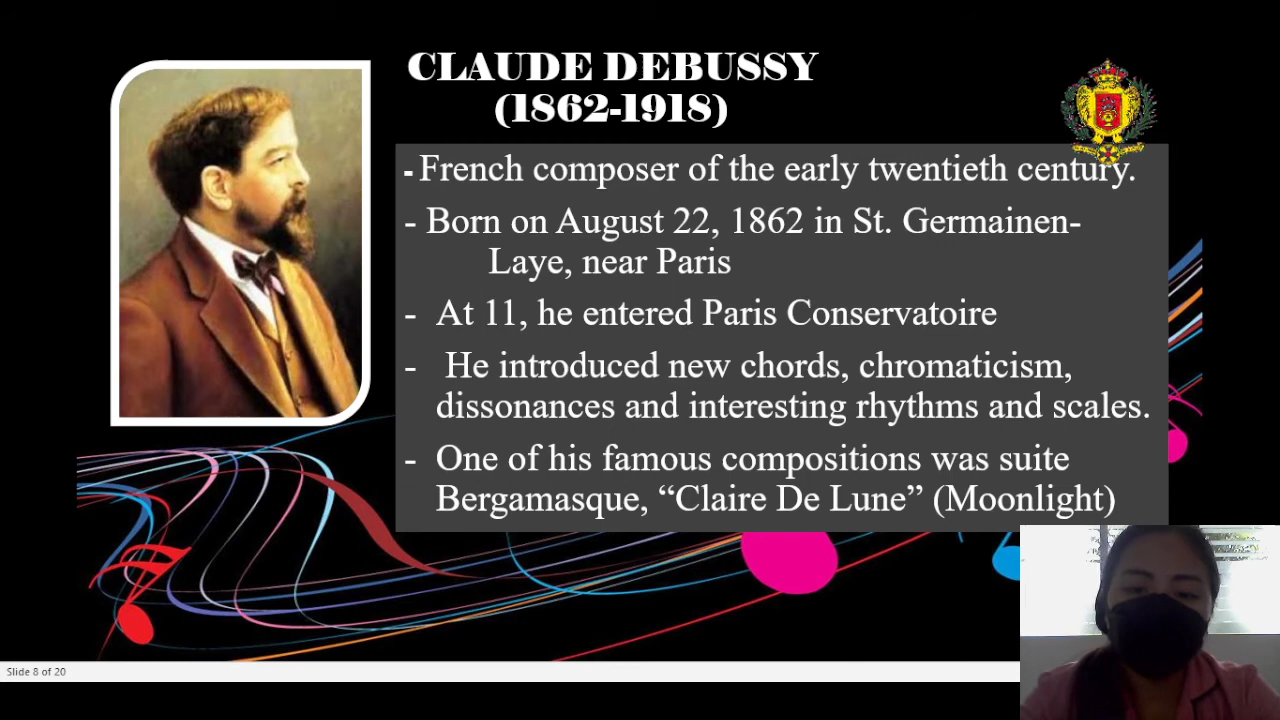 CLAUDE DEBUSSY
(1862-1918)
- French composer of the early twentieth century.
- Born on August 22, 1862 in St. Germainen-
Laye, near Paris
- At 11, he entered Paris Conservatoire
- He introduced new chords, chromaticism,
dissonances and interesting rhythms and scales.
- One of his famous compositions was suite
Bergamasque, “Claire De Lune” (Moonlight)
Slide 8 of 20